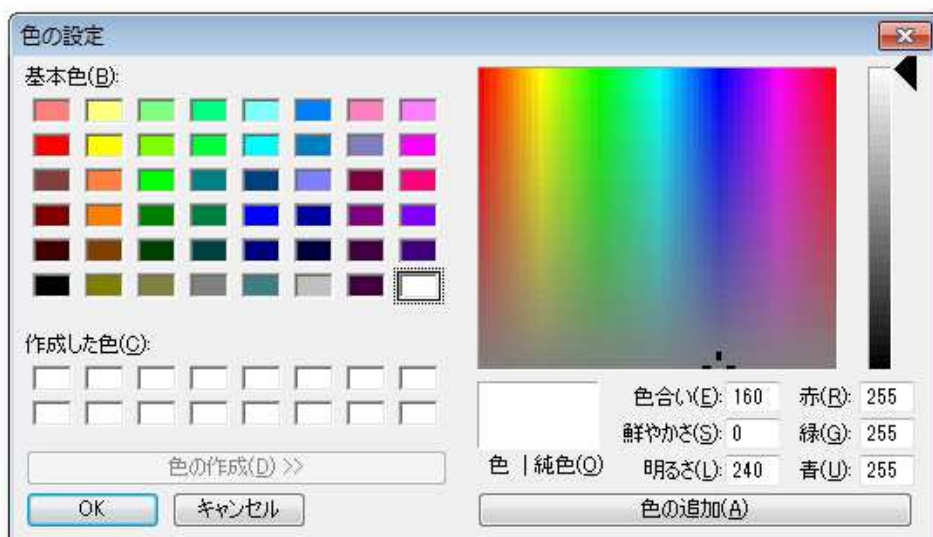 色の設定
基本色(B):
作成した色(C):
色の作成(D) >>
OK キャンセル
色 | 純色(O)
色合い(E): 160 赤(R): 255
鮮やかさ(S): 0 緑(G): 255
明るさ(L): 240 青(U): 255
色の追加(A)